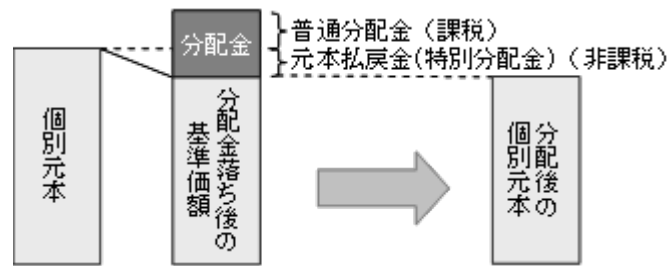 分配金
普通分配金（課税）
元本払戻金(特別分配金)（非課税）
個別元本
分配金落ち後の
基準価額
分配後の
個別元本